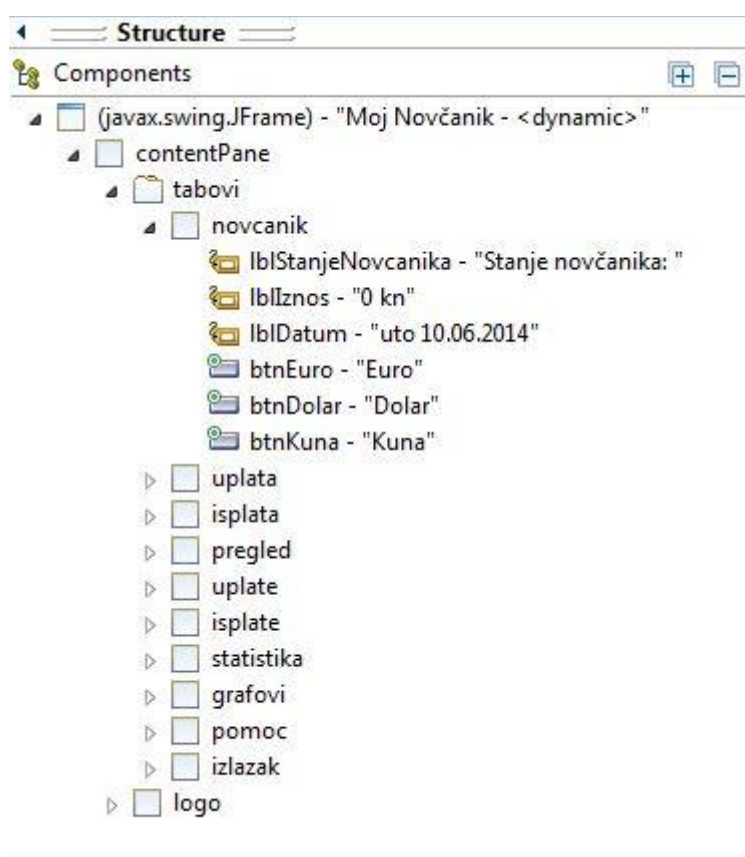 Structure
Components
(javax.swing.JFrame) - "Moj Novčanik - <dynamic>"
contentPane
tabovi
novcanik
lblStanjeNovcanika - "Stanje novčanika: "
lblIznos - "0 kn"
lblDatum - "uto 10.06.2014"
btnEuro - "Euro"
btnDolar - "Dolar"
btnKuna - "Kuna"
uplata
isplata
pregled
uplate
isplate
statistika
grafovi
pomoc
izlazak
logo